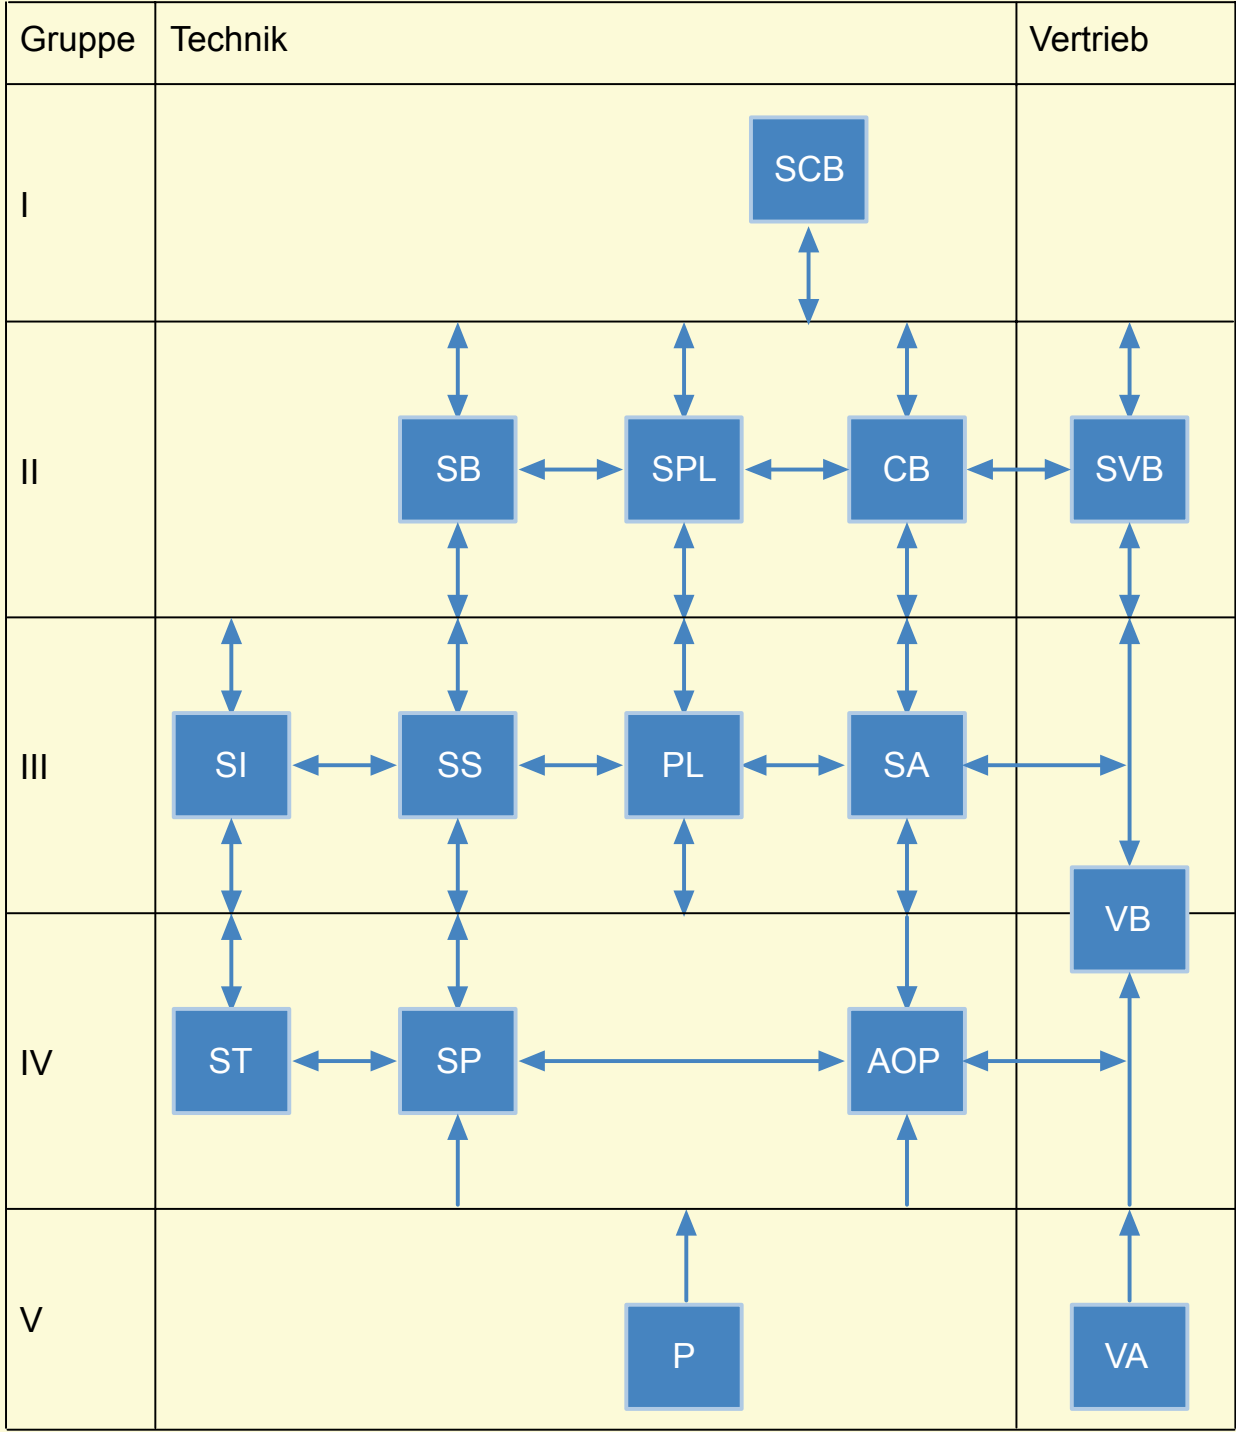 Gruppe Technik Vertrieb
SCB
I
II SB SPL CB SVB
III SI SS PL SA
VB
IV ST SP AOP
V
P VA